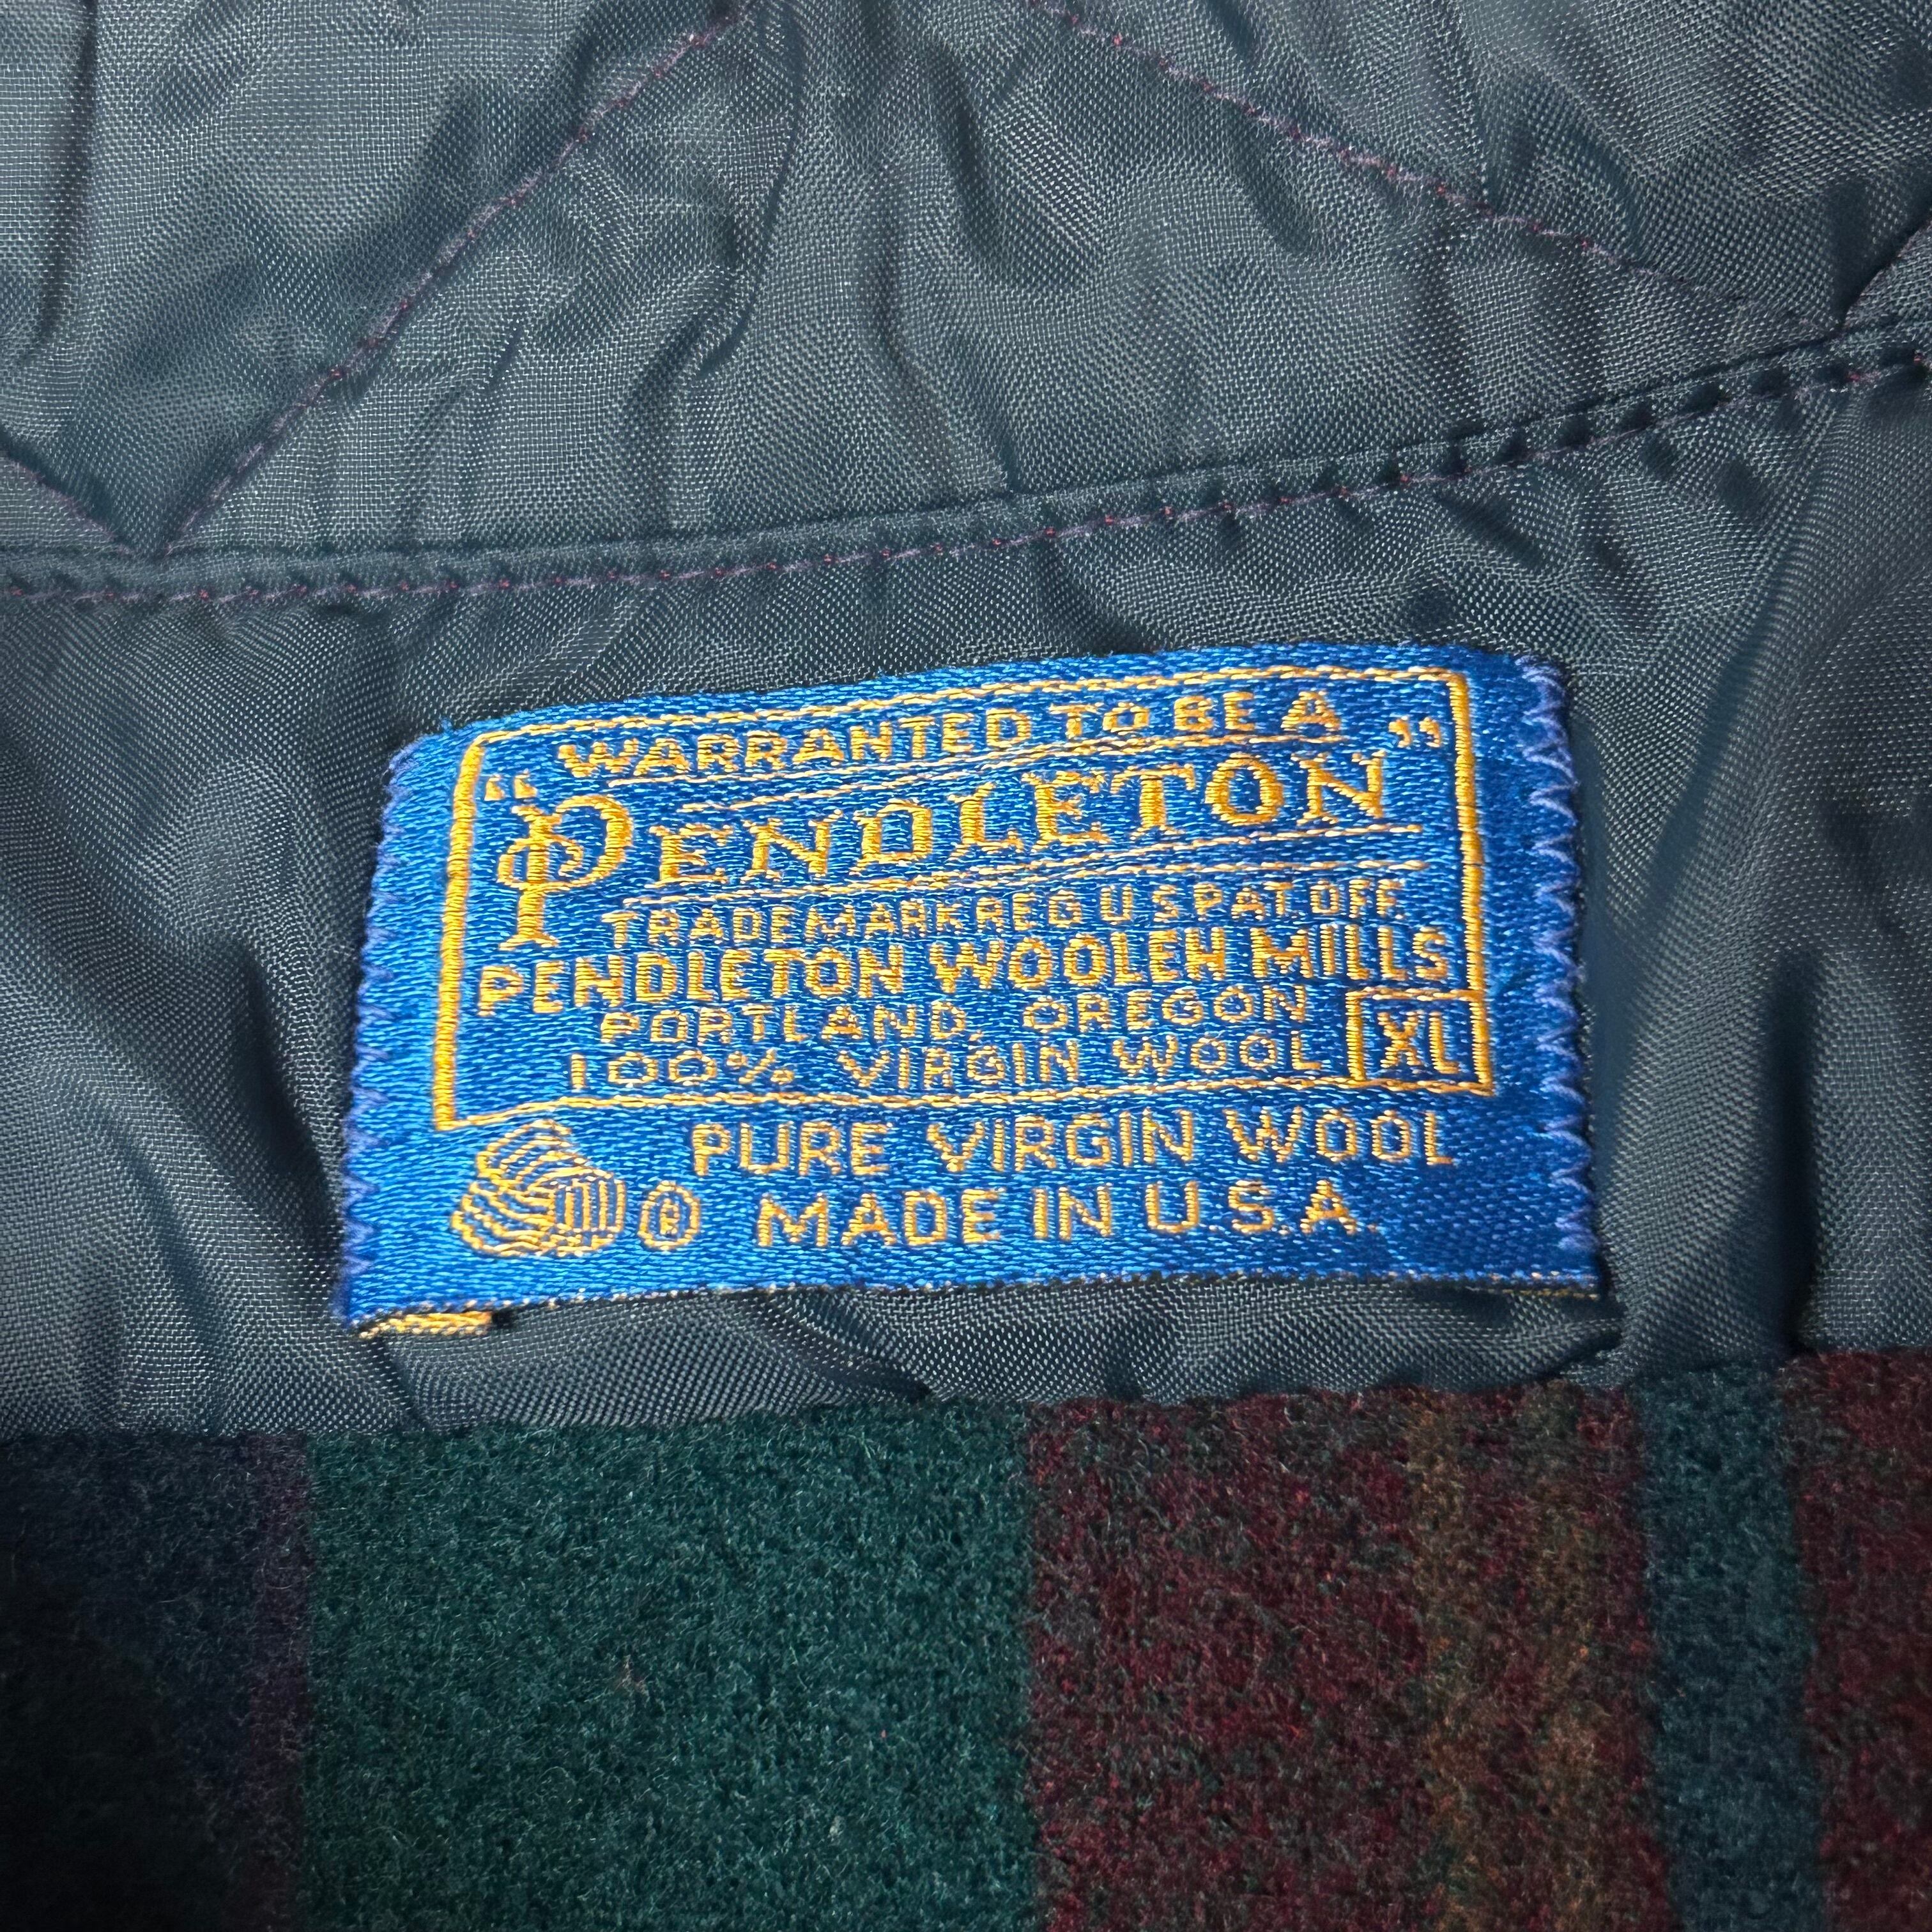 WARRANTED TO BE A
"PENDLETON"
TRADEMARK REG U S PAT. OFF.
PENDLETON WOOLEN MILLS
PORTLAND, OREGON
100% VIRGIN WOOL XL
PURE VIRGIN WOOL
® MADE IN U.S.A.